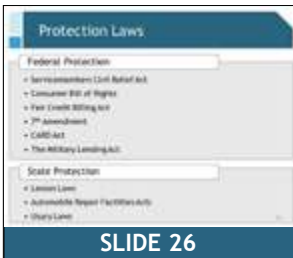 Protection Laws
Federal Protection
• Servicemembers Civil Relief Act
• Consumer Bill of Rights
• Fair Credit Billing Act
• 7th Amendment
• CARD Act
• The Military Lending Act
State Protection
• Lemon Laws
• Automobile Repair Facilities Acts
• Usury Laws
SLIDE 26